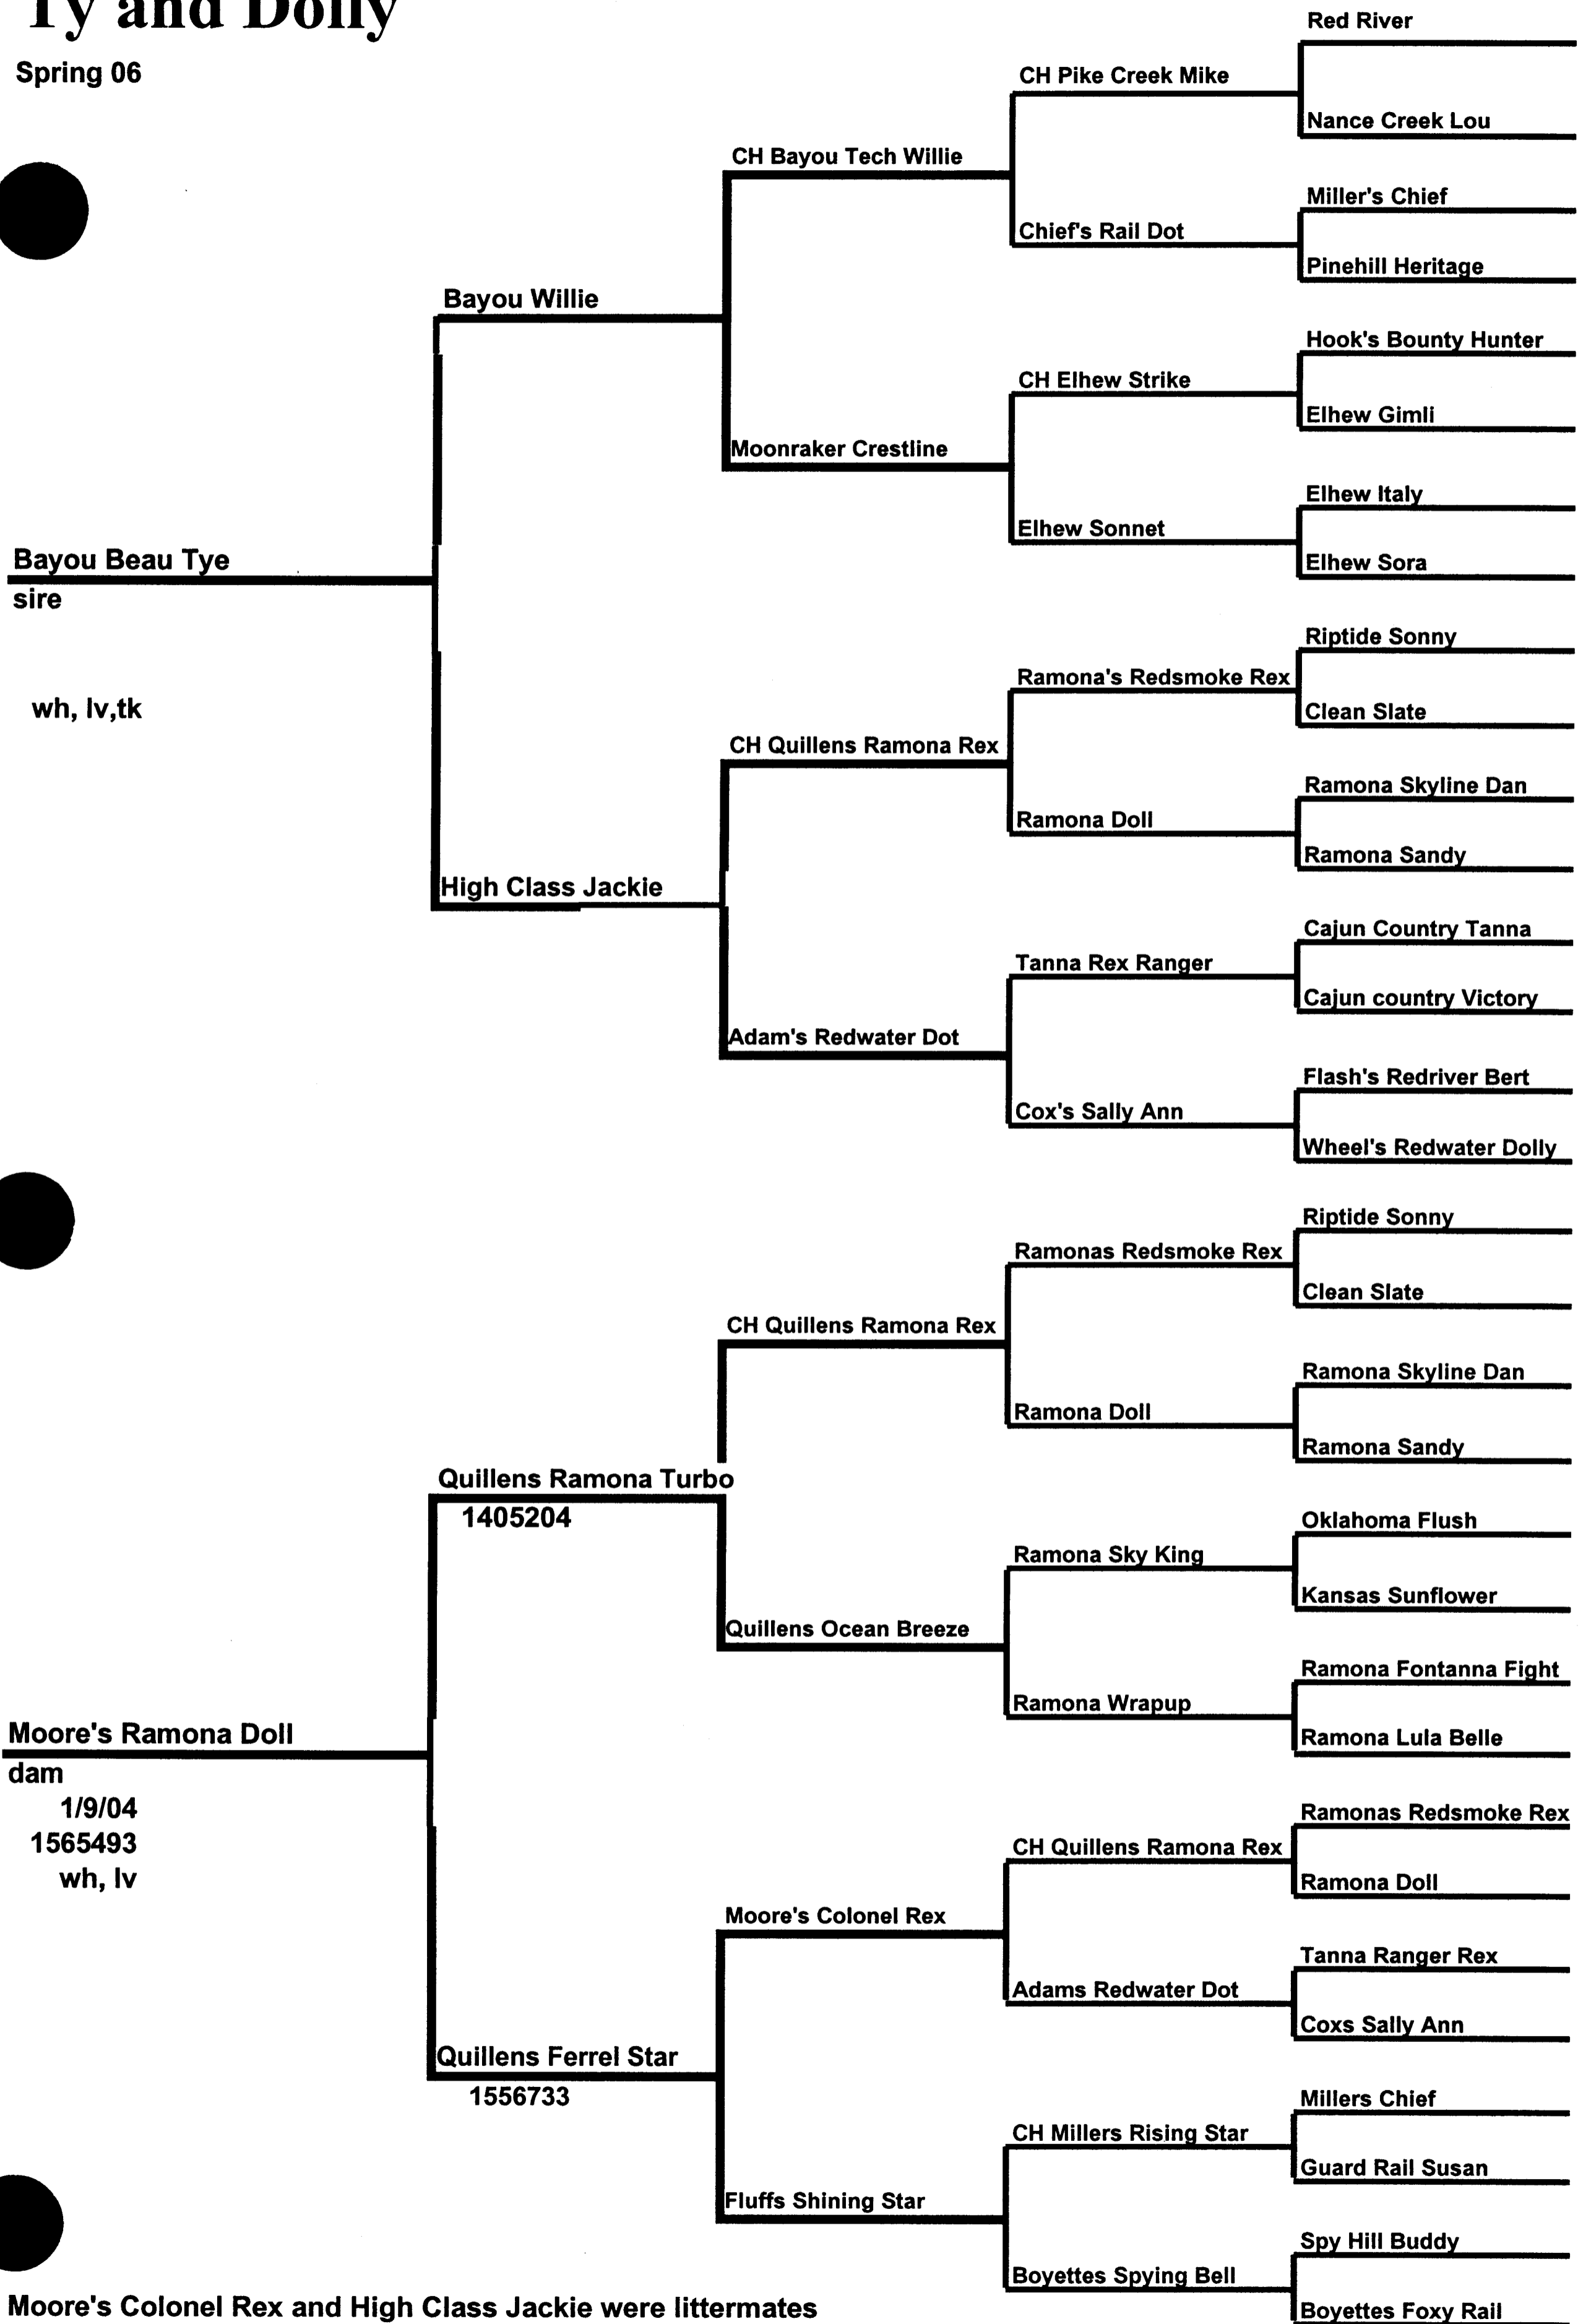 Ty and Dolly
Spring 06
Red River
CH Pike Creek Mike
Nance Creek Lou
CH Bayou Tech Willie
Miller's Chief
Chief's Rail Dot
Pinehill Heritage
Bayou Willie
Hook's Bounty Hunter
CH Elhew Strike
Elhew Gimli
Moonraker Crestline
Elhew Italy
Elhew Sonnet
Elhew Sora
Bayou Beau Tye
sire
wh, lv,tk
Riptide Sonny
Ramona's Redsmoke Rex
Clean Slate
CH Quillens Ramona Rex
Ramona Skyline Dan
Ramona Doll
Ramona Sandy
High Class Jackie
Cajun Country Tanna
Tanna Rex Ranger
Cajun country Victory
Adam's Redwater Dot
Flash's Redriver Bert
Cox's Sally Ann
Wheel's Redwater Dolly
Riptide Sonny
Ramonas Redsmoke Rex
Clean Slate
CH Quillens Ramona Rex
Ramona Skyline Dan
Ramona Doll
Ramona Sandy
Quillens Ramona Turbo
1405204
Oklahoma Flush
Ramona Sky King
Kansas Sunflower
Quillens Ocean Breeze
Ramona Fontanna Fight
Ramona Wrapup
Ramona Lula Belle
Moore's Ramona Doll
dam
1/9/04
1565493
wh, lv
Ramonas Redsmoke Rex
CH Quillens Ramona Rex
Ramona Doll
Moore's Colonel Rex
Tanna Ranger Rex
Adams Redwater Dot
Coxs Sally Ann
Quillens Ferrel Star
1556733
Millers Chief
CH Millers Rising Star
Guard Rail Susan
Fluffs Shining Star
Spy Hill Buddy
Boyettes Spying Bell
Boyettes Foxy Rail
Moore's Colonel Rex and High Class Jackie were littermates